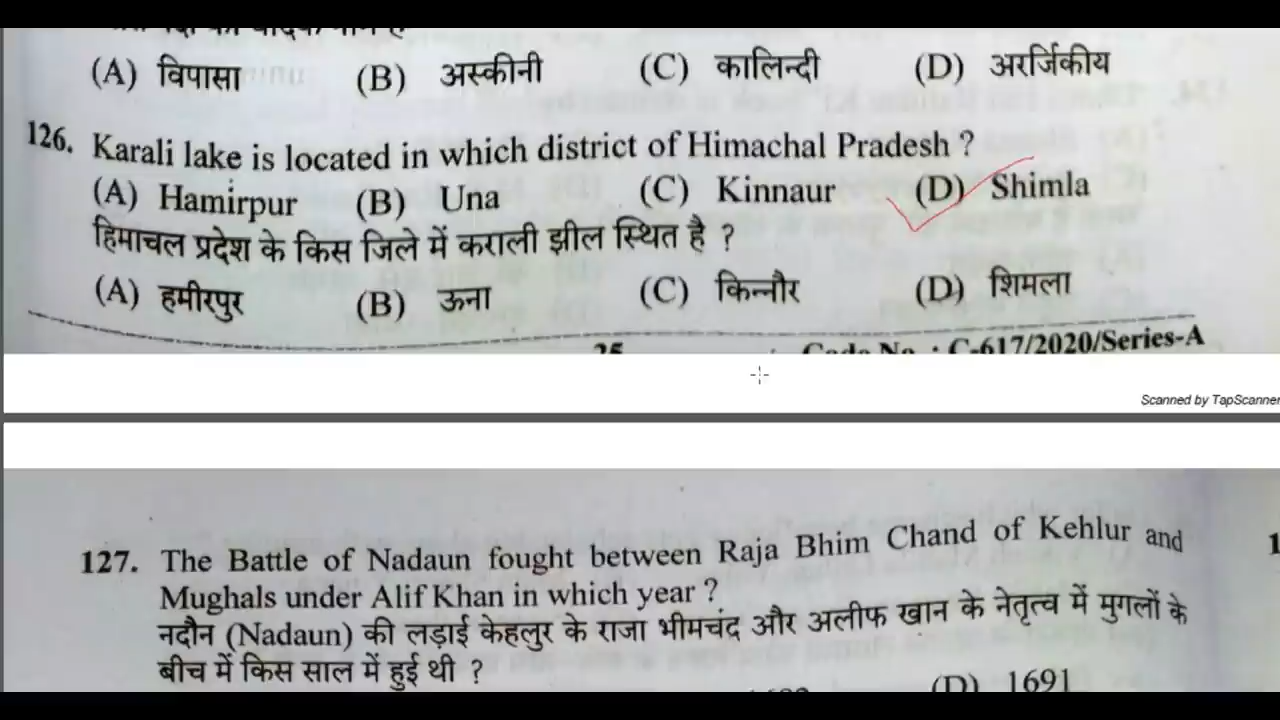 (A) विपासा (B) अस्कीनी (C) कालिन्दी (D) अरर्जिकीय
126. Karali lake is located in which district of Himachal Pradesh ?
(A) Hamirpur (B) Una (C) Kinnaur (D) Shimla
हिमाचल प्रदेश के किस जिले में कराली झील स्थित है ?
(A) हमीरपुर (B) ऊना (C) किन्नौर (D) शिमला
25 Code No. : C-617/2020/Series-A
Scanned by TapScanner
127. The Battle of Nadaun fought between Raja Bhim Chand of Kehlur and
Mughals under Alif Khan in which year ?
नदौन (Nadaun) की लड़ाई केहलुर के राजा भीमचंद और अलीफ खान के नेतृत्व में मुगलों के
बीच में किस साल में हुई थी ?
(D) 1691